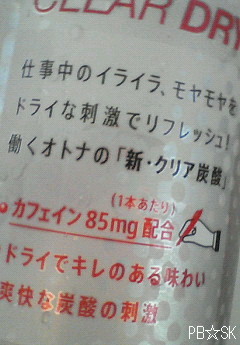 CLEAR DRY
仕事中のイライラ、モヤモヤを
ドライな刺激でリフレッシュ!
働くオトナの「新・クリア炭酸」
(1本あたり)
カフェイン85mg配合
・ドライでキレのある味わい
爽快な炭酸の刺激
PB☆SK